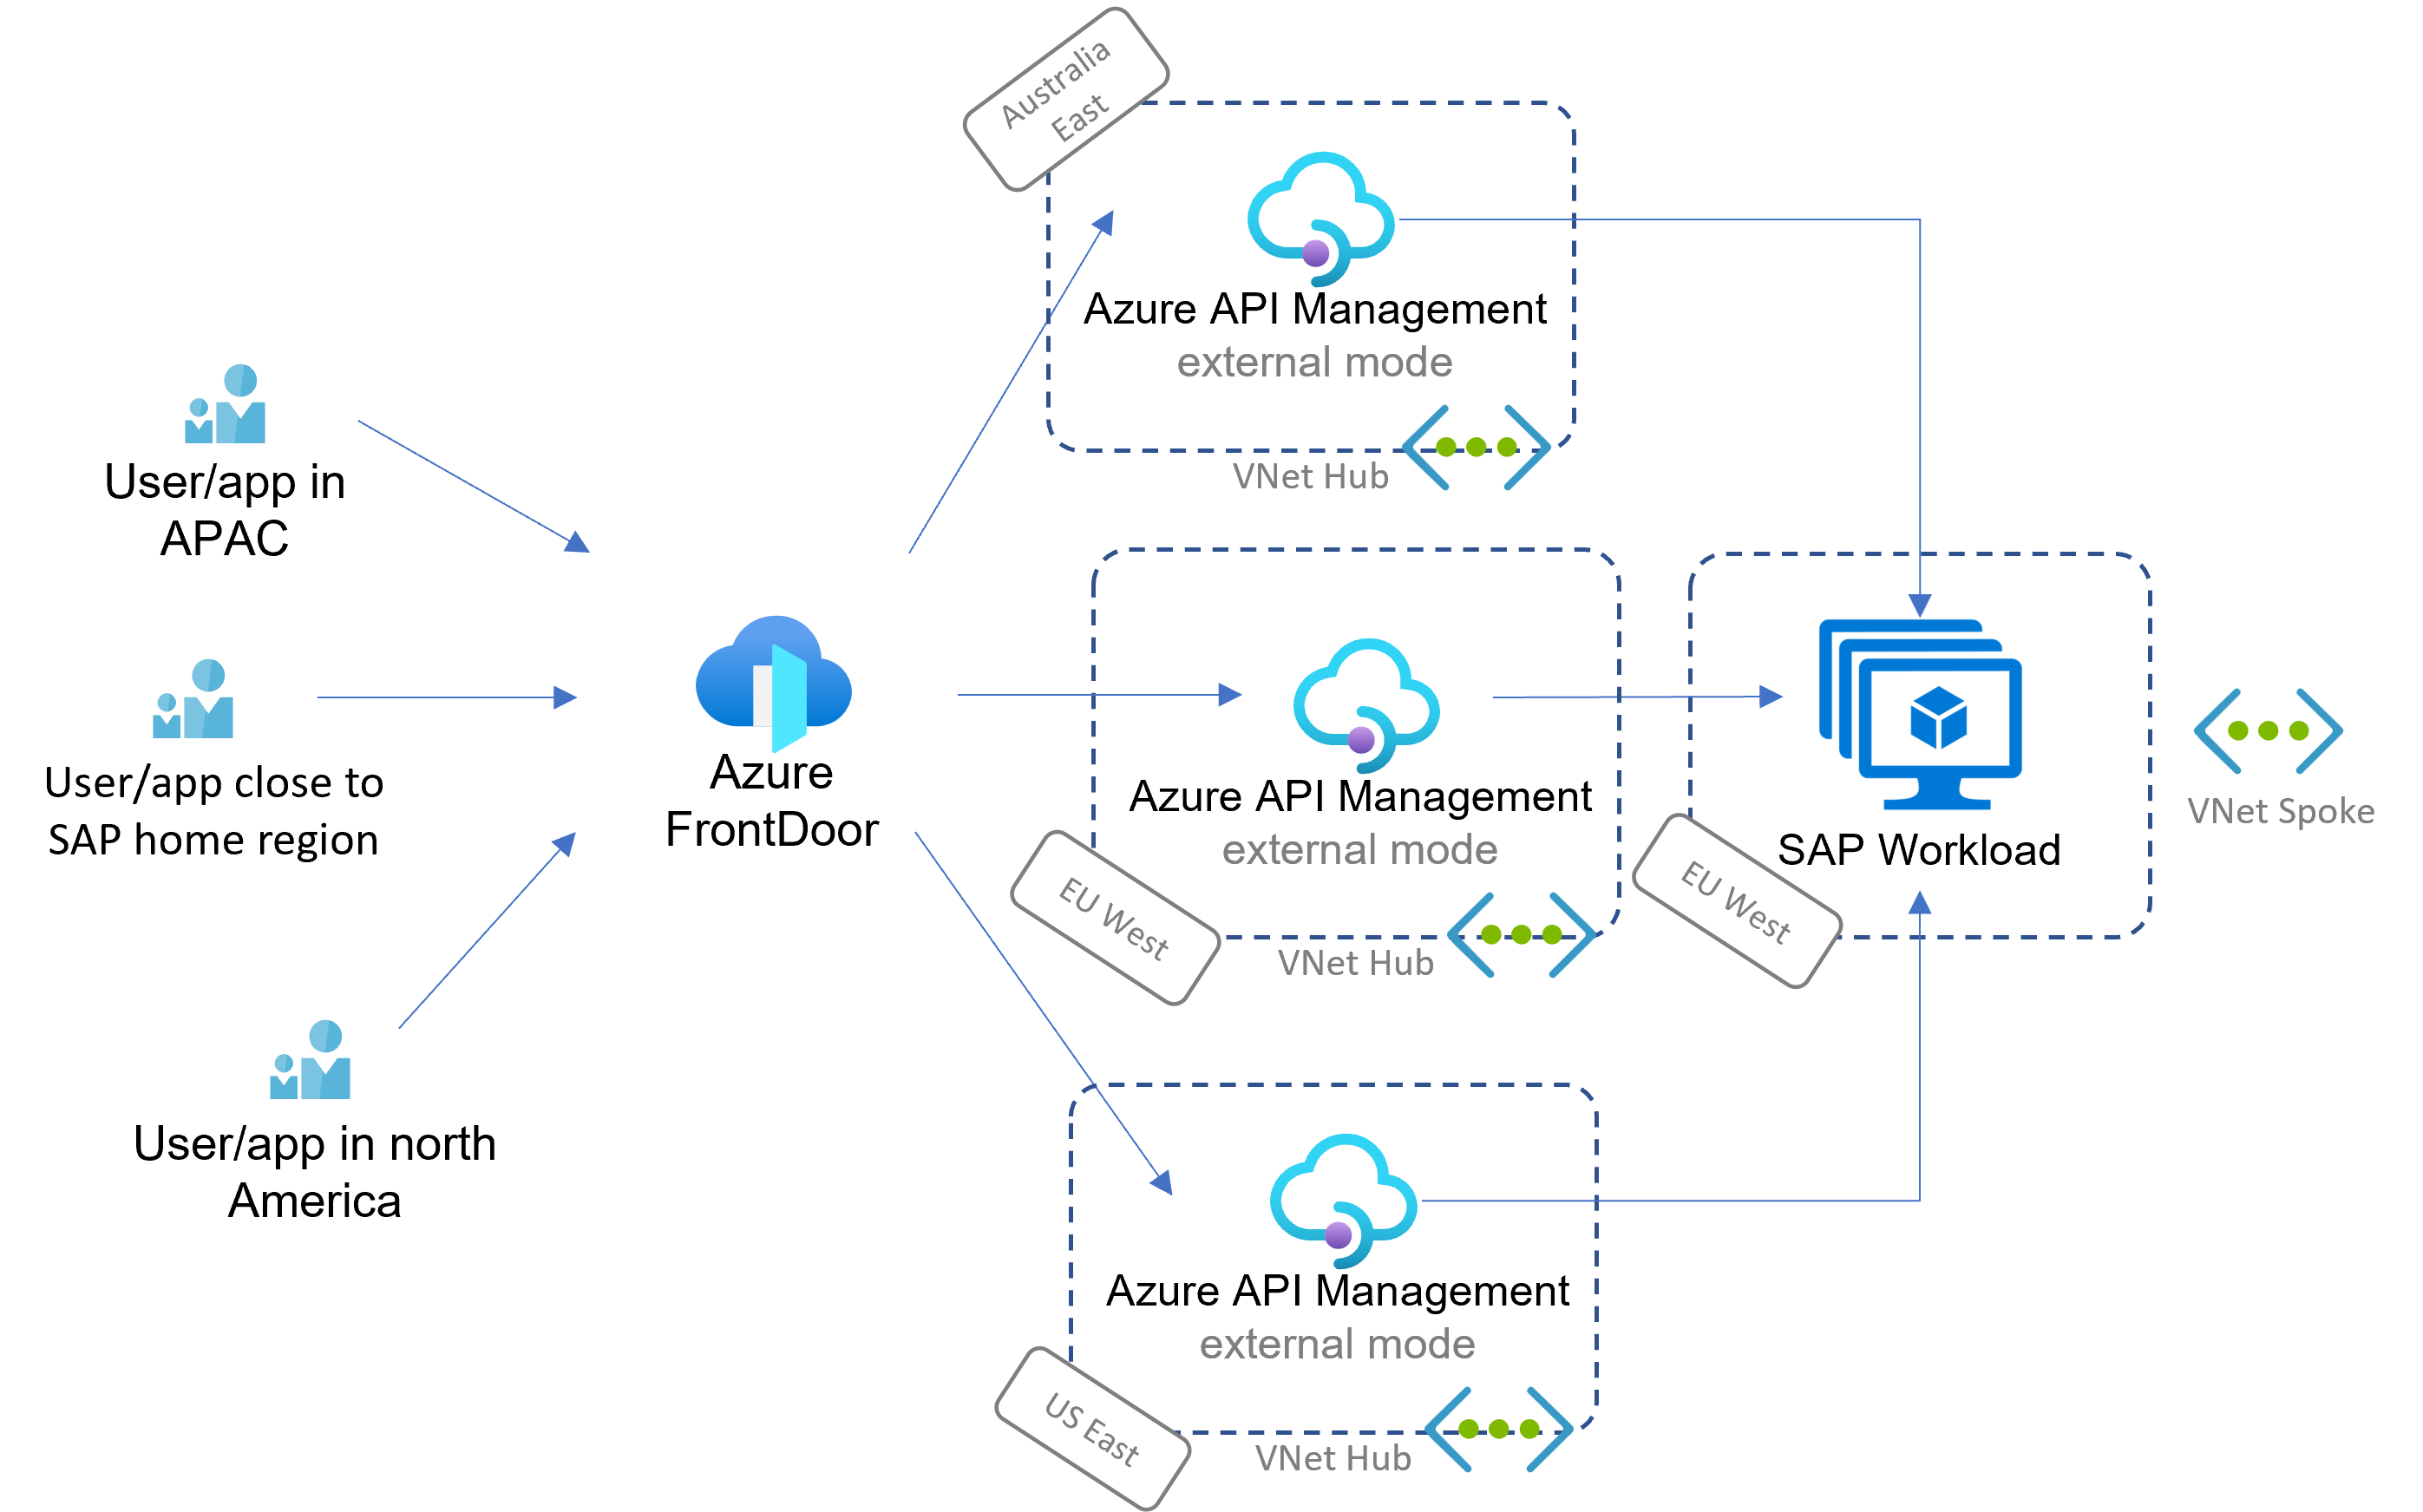 Australia
East
Azure API Management
external mode
VNet Hub
User/app in
APAC
User/app close to
SAP home region
User/app in north
America
Azure
FrontDoor
Azure API Management
external mode
EU West
VNet Hub
SAP Workload
EU West
VNet Spoke
Azure API Management
external mode
US East
VNet Hub